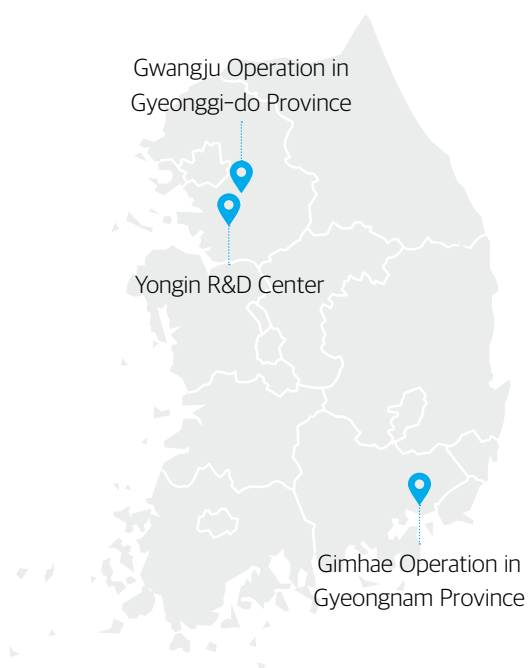 Gwangju Operation in
Gyeonggi-do Province
Yongin R&D Center
Gimhae Operation in
Gyeongnam Province